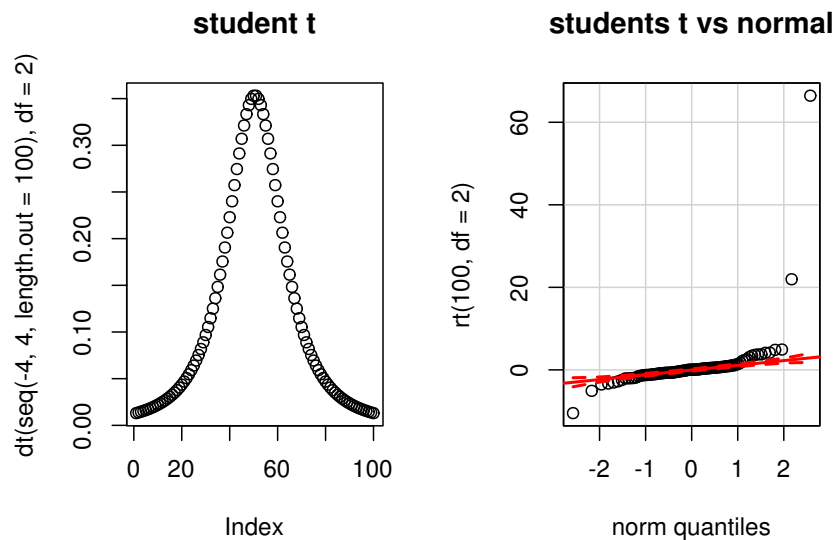 student t
dt(seq(-4, 4, length.out = 100), df = 2)
0.00
0.10
0.20
0.30
0
20
60
100
Index
students t vs normal
rt(100, df = 2)
0
20
40
60
-2
-1
0
1
2
norm quantiles